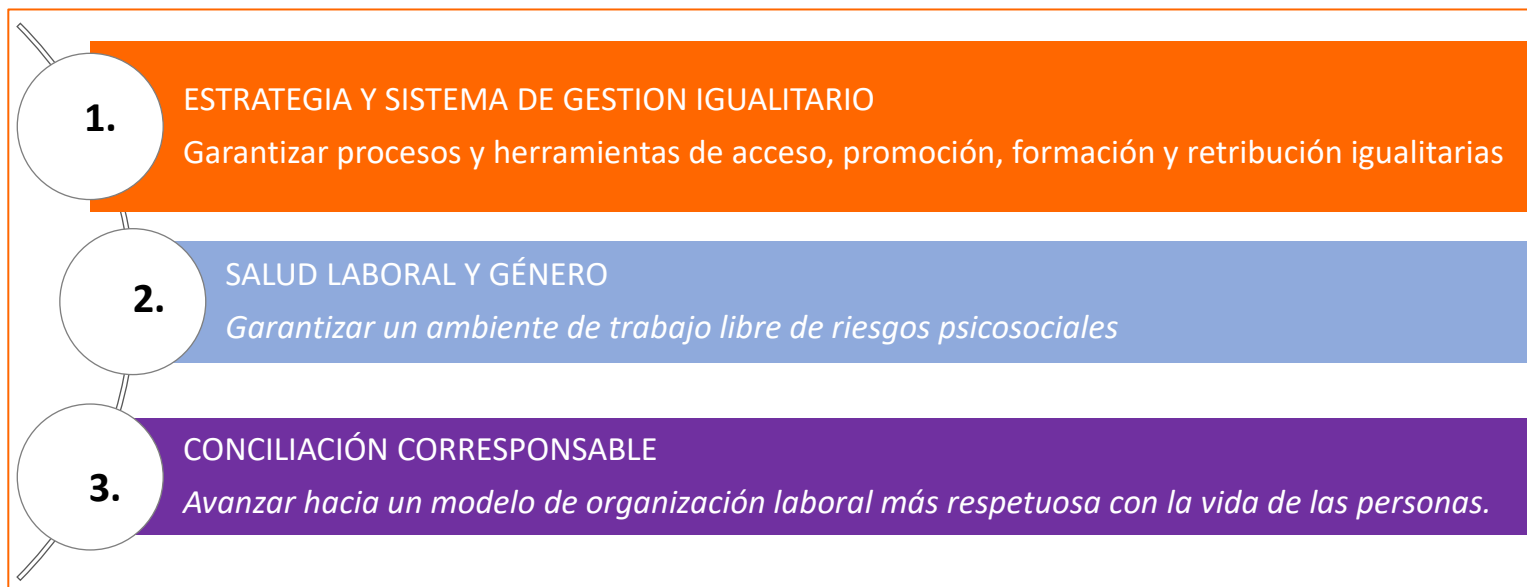 1.
ESTRATEGIA Y SISTEMA DE GESTION IGUALITARIO
Garantizar procesos y herramientas de acceso, promoción, formación y retribución igualitarias
2.
SALUD LABORAL Y GÉNERO
Garantizar un ambiente de trabajo libre de riesgos psicosociales
3.
CONCILIACIÓN CORRESPONSABLE
Avanzar hacia un modelo de organización laboral más respetuosa con la vida de las personas.